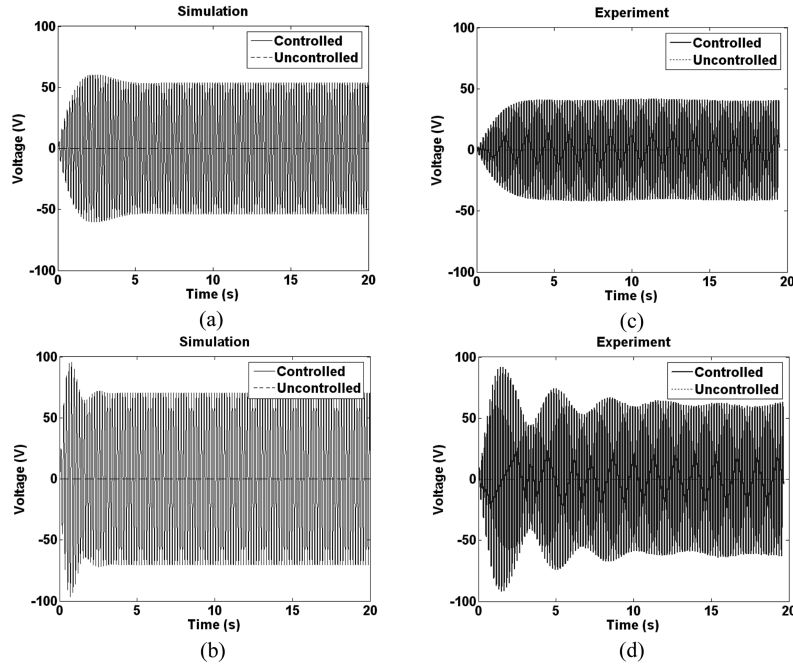 Simulation
100
50
0
-50
-100
Voltage (V)
Controlled
Uncontrolled
0 5 10 15 20
Time (s)
(a)
Experiment
100
50
0
-50
-100
Voltage (V)
Controlled
Uncontrolled
0 5 10 15 20
Time (s)
(c)
Simulation
100
50
0
-50
-100
Voltage (V)
Controlled
Uncontrolled
0 5 10 15 20
Time (s)
(b)
Experiment
100
50
0
-50
-100
Voltage (V)
Controlled
Uncontrolled
0 5 10 15 20
Time (s)
(d)